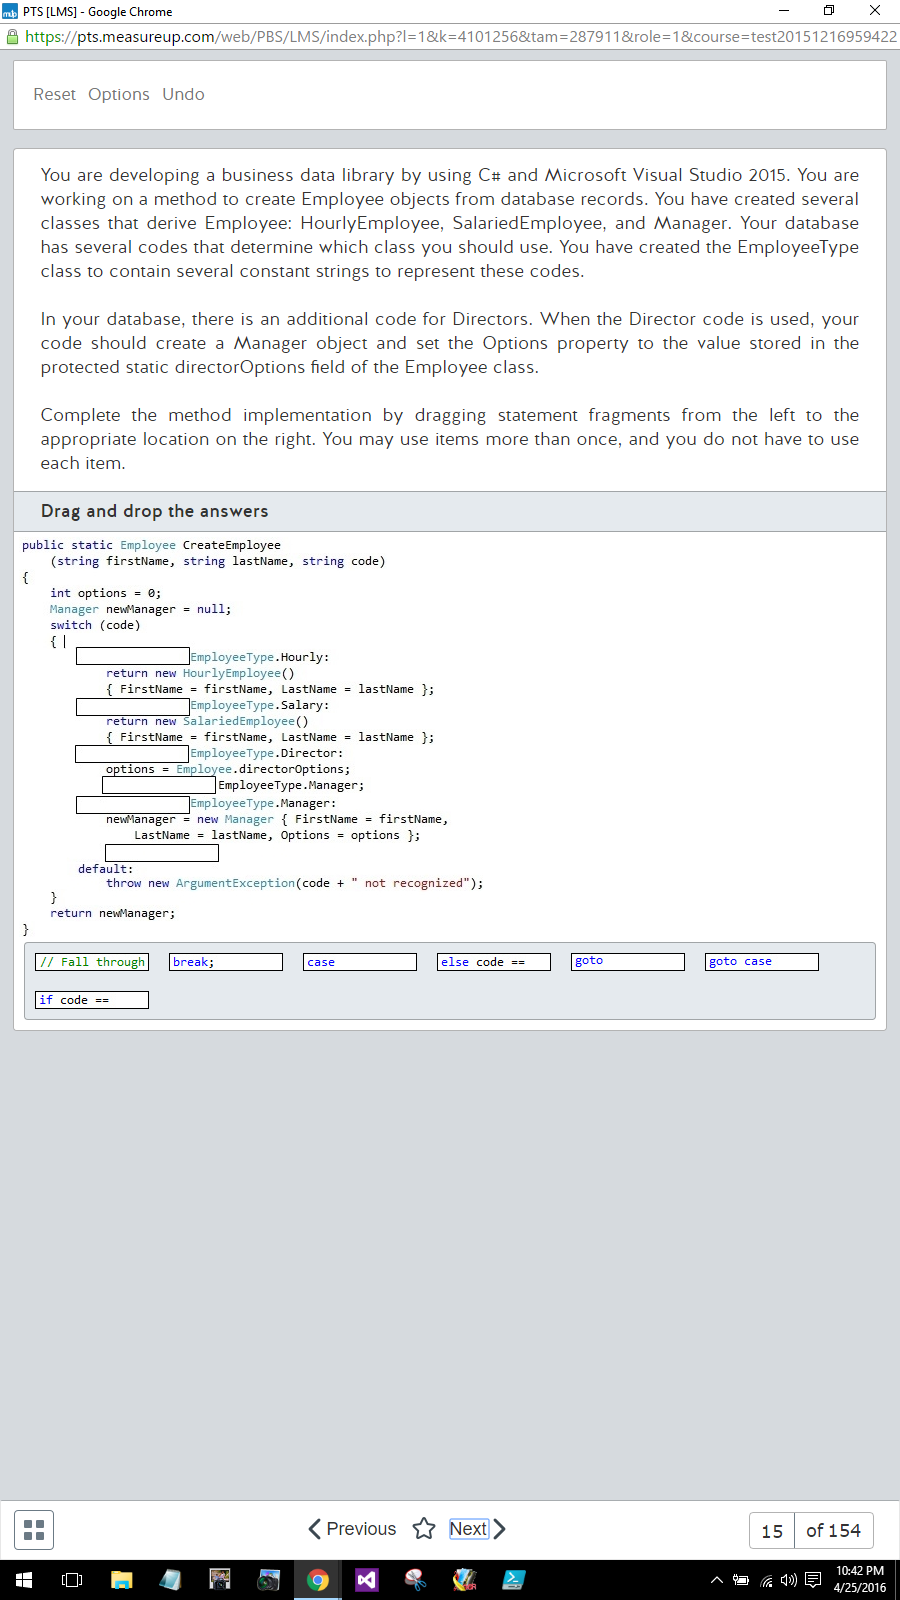 mup PTS [LMS] - Google Chrome
https://pts.measureup.com/web/PBS/LMS/index.php?l=1&k=4101256&tam=287911&role=1&course=test20151216959422
Reset Options Undo
You are developing a business data library by using C# and Microsoft Visual Studio 2015. You are
working on a method to create Employee objects from database records. You have created several
classes that derive Employee: HourlyEmployee, SalariedEmployee, and Manager. Your database
has several codes that determine which class you should use. You have created the EmployeeType
class to contain several constant strings to represent these codes.
In your database, there is an additional code for Directors. When the Director code is used, your
code should create a Manager object and set the Options property to the value stored in the
protected static directorOptions field of the Employee class.
Complete the method implementation by dragging statement fragments from the left to the
appropriate location on the right. You may use items more than once, and you do not have to use
each item.
Drag and drop the answers
public static Employee CreateEmployee
(string firstName, string lastName, string code)
{
int options = 0;
Manager newManager = null;
switch (code)
{
EmployeeType.Hourly:
return new HourlyEmployee()
{ FirstName = firstName, LastName = lastName };
EmployeeType.Salary:
return new SalariedEmployee()
{ FirstName = firstName, LastName = lastName };
EmployeeType.Director:
options = Employee.directorOptions;
EmployeeType.Manager;
EmployeeType.Manager:
newManager = new Manager { FirstName = firstName,
LastName = lastName, Options = options };
default:
throw new ArgumentException(code + " not recognized");
}
return newManager;
}
// Fall through break; case else code == goto goto case
if code ==
Previous Next 15 of 154
10:42 PM
4/25/2016